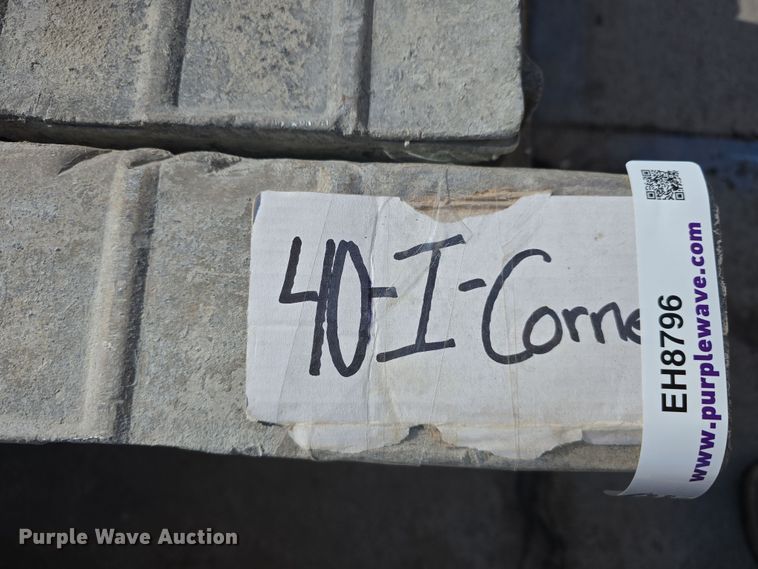 40-I-Corne
EH8796
www.purplewave.com
Purple Wave Auction